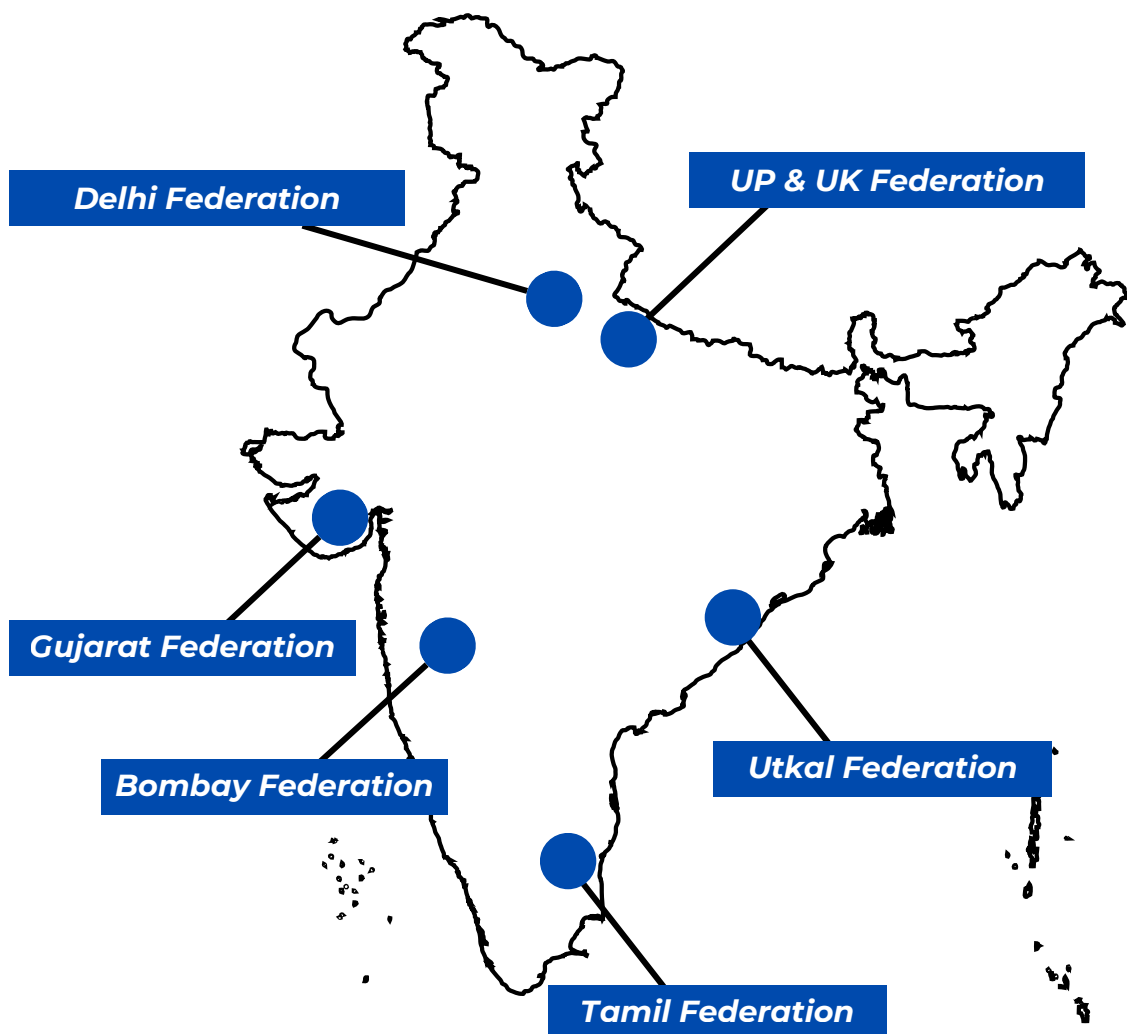 Delhi Federation
UP & UK Federation
Gujarat Federation
Bombay Federation
Utkal Federation
Tamil Federation